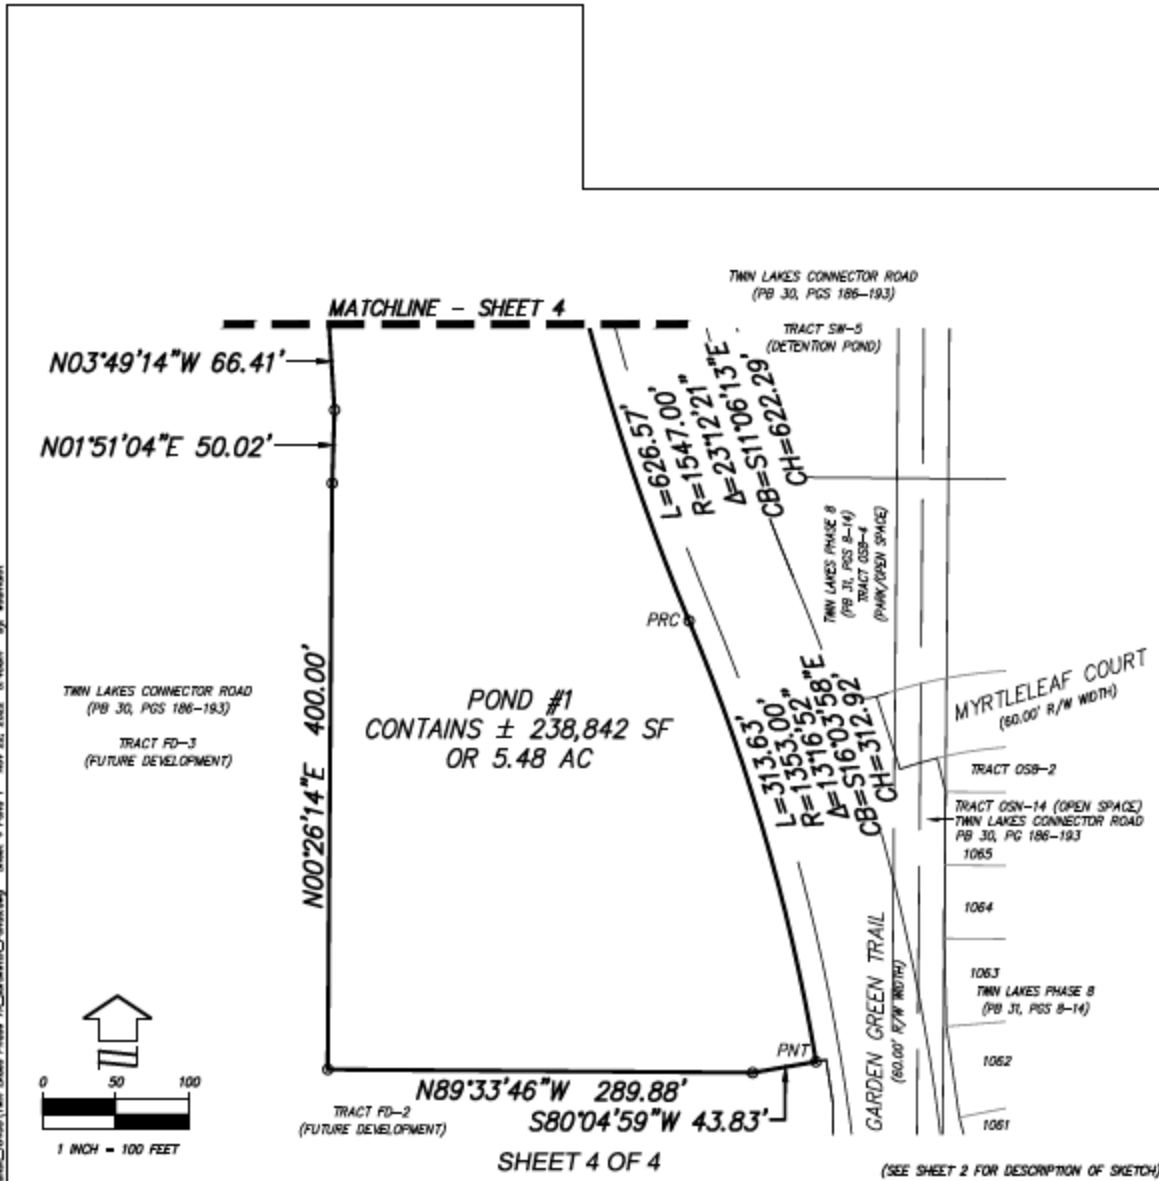 TWIN LAKES CONNECTOR ROAD
(PB 30, PGS 186-193)
MATCHLINE - SHEET 4
TRACT SW-5
(DETENTION POND)
N03°49'14"W 66.41'
N01°51'04"E 50.02'
L=626.57'
R=1547.00'
Δ=23°12'21"
CB=S11°06'13"E
CH=622.29'
TWIN LAKES PHASE 8
(PB 31, PGS 8-14)
TRACT OSB-4
(PARK/OPEN SPACE)
PRC
N00°26'14"E 400.00'
TWIN LAKES CONNECTOR ROAD
(PB 30, PGS 186-193)
TRACT FD-3
(FUTURE DEVELOPMENT)
POND #1
CONTAINS ± 238,842 SF
OR 5.48 AC
L=313.63'
R=1353.00'
Δ=13°16'52"
CB=S16°03'58"E
CH=312.92'
MYRTLELEAF COURT
(60.00' R/W WIDTH)
TRACT OSB-2
TRACT OSN-14 (OPEN SPACE)
TWIN LAKES CONNECTOR ROAD
PB 30, PG 186-193
1065
1064
1063
TWIN LAKES PHASE 8
(PB 31, PGS 8-14)
1062
1061
GARDEN GREEN TRAIL
(60.00' R/W WIDTH)
PNT
N89°33'46"W 289.88'
S80°04'59"W 43.83'
TRACT FD-2
(FUTURE DEVELOPMENT)
0 50 100
1 INCH = 100 FEET
SHEET 4 OF 4
(SEE SHEET 2 FOR DESCRIPTION OF SKETCH)